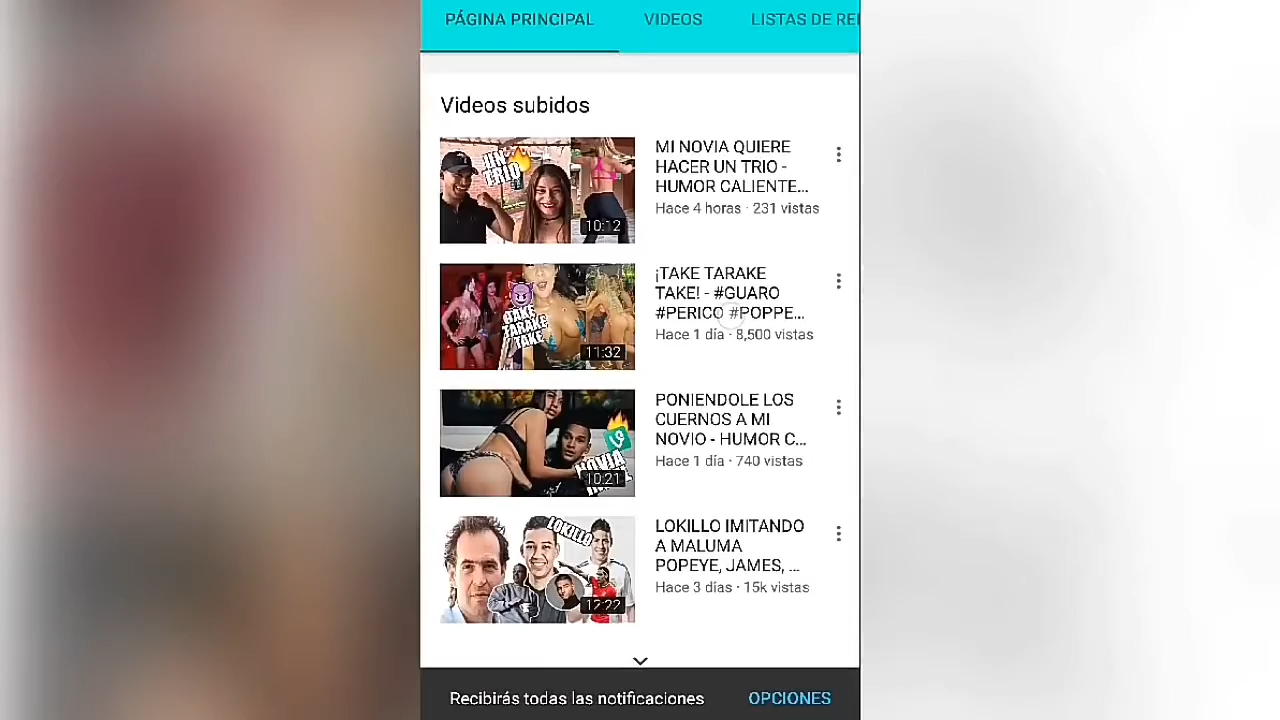 PÁGINA PRINCIPAL VIDEOS LISTAS DE RE
Videos subidos
MI NOVIA QUIERE
HACER UN TRIO -
HUMOR CALIENTE...
Hace 4 horas · 231 vistas
10:12
¡TAKE TARAKE
TAKE! - #GUARO
#PERICO #POPPE...
Hace 1 día · 8,500 vistas
TARAKE
TAKE
11:32
PONIENDOLE LOS
CUERNOS A MI
NOVIO - HUMOR C...
Hace 1 día · 740 vistas
NOVIA
10:21
LOKILLO IMITANDO
A MALUMA
POPEYE, JAMES, ...
Hace 3 días · 15k vistas
LOKILLO
12:22
Recibirás todas las notificaciones OPCIONES